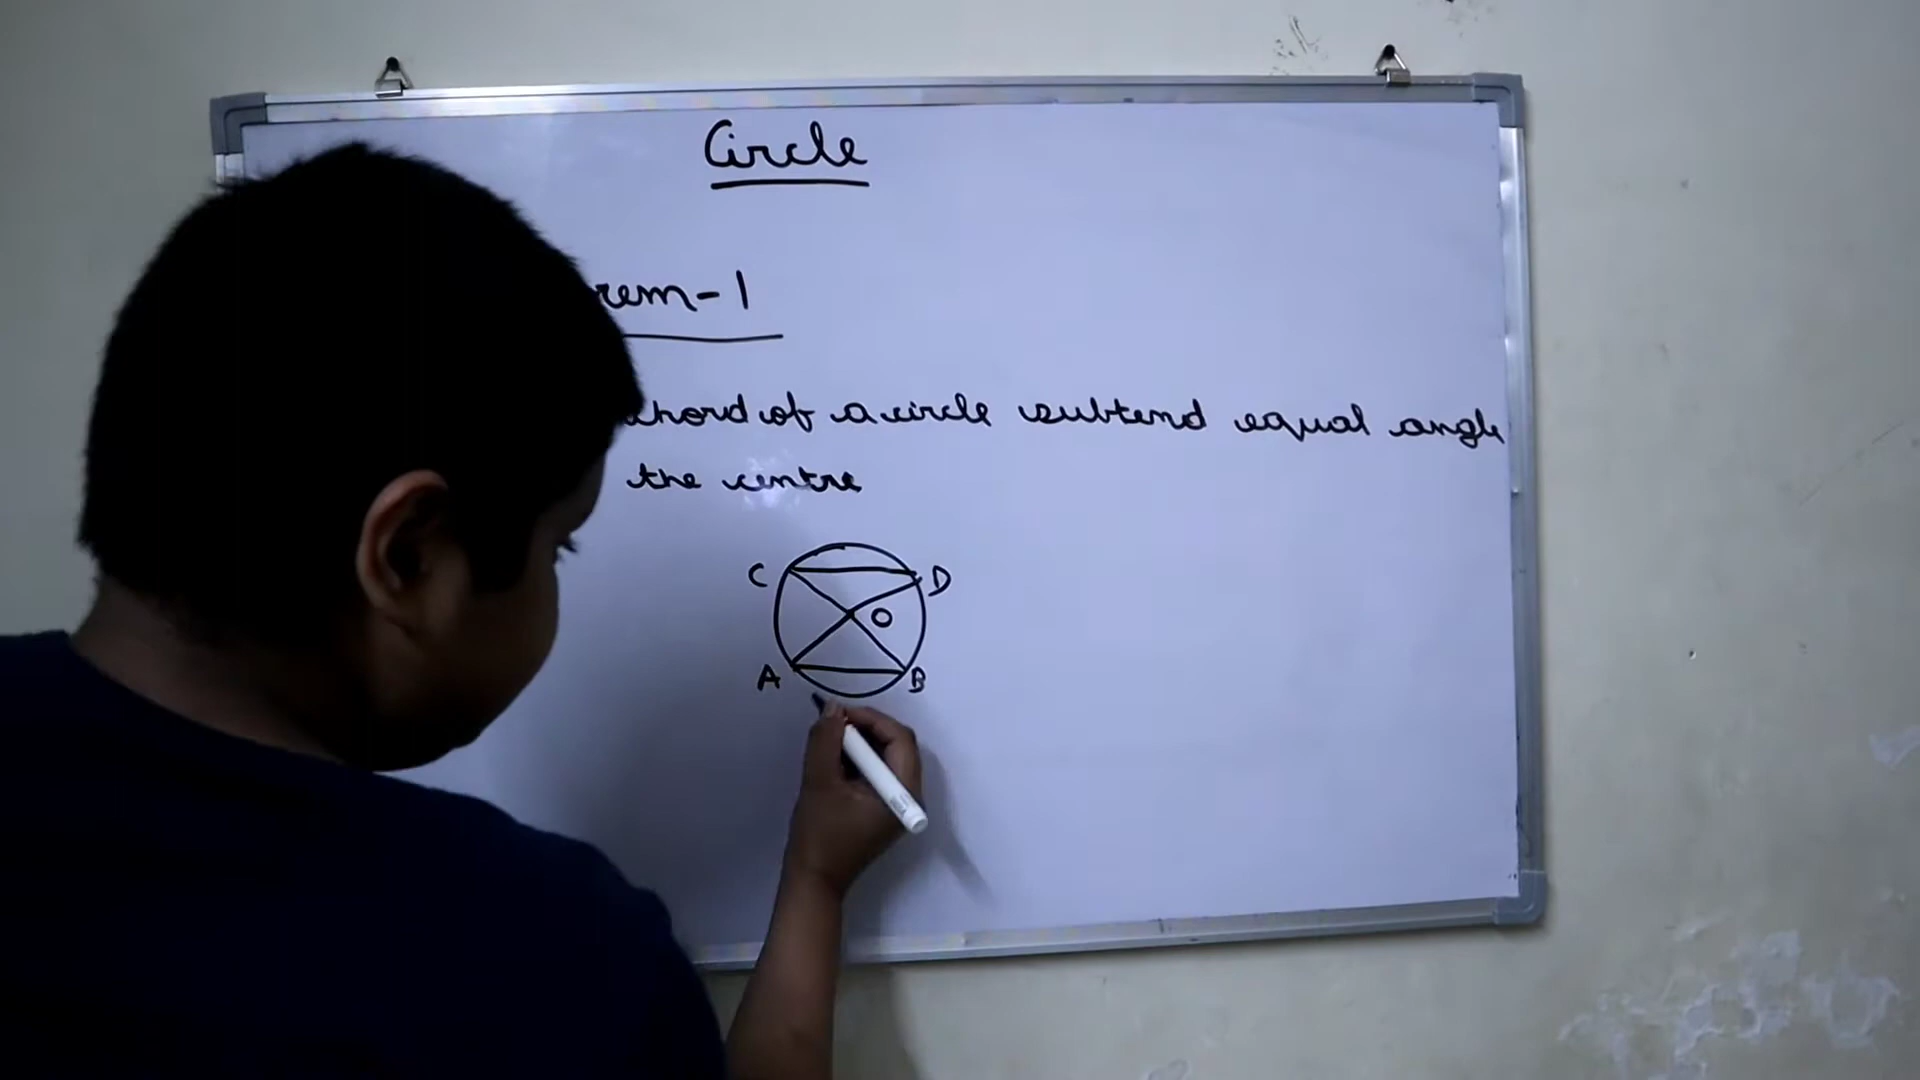 Circle
rem-1
chord of a circle subtend equal angle
the centre
C D
O
A B